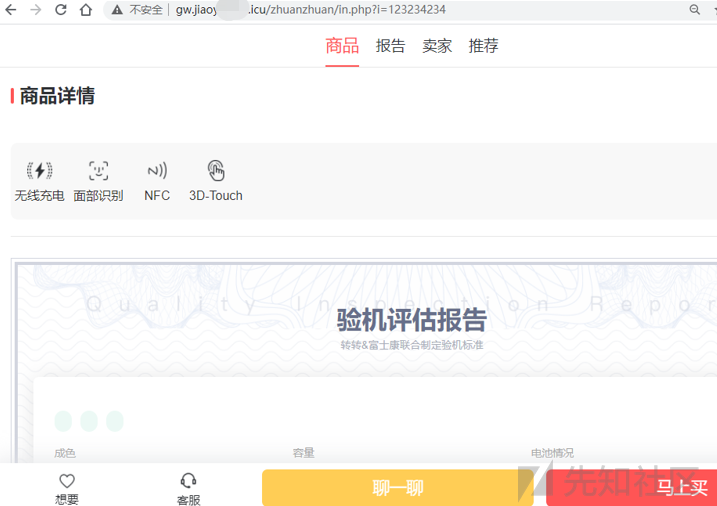 不安全 gw.jiaoy .icu/zhuanzhuan/in.php?i=123234234
商品 报告 卖家 推荐
商品详情
无线充电 面部识别 NFC 3D-Touch
Quality Inspection Repor
验机评估报告
转转&富士康联合制定验机标准
成色 容量 电池情况
想要 客服 聊一聊 马上买
先知社区